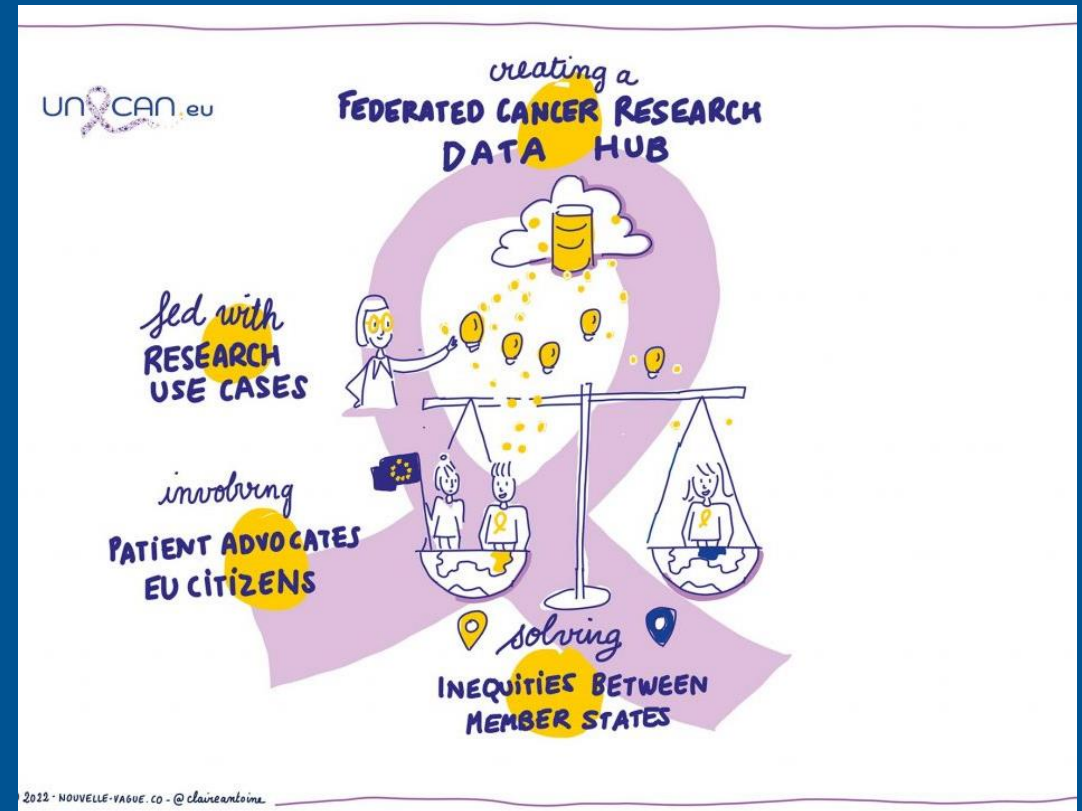 creating a
FEDERATED CANCER RESEARCH
DATA HUB
UNCAN.eu
fed with
RESEARCH
USE CASES
involving
PATIENT ADVOCATES
EU CITIZENS
solving
INEQUITIES BETWEEN
MEMBER STATES
2022 - NOUVELLE-VAGUE.CO - @claireantoine